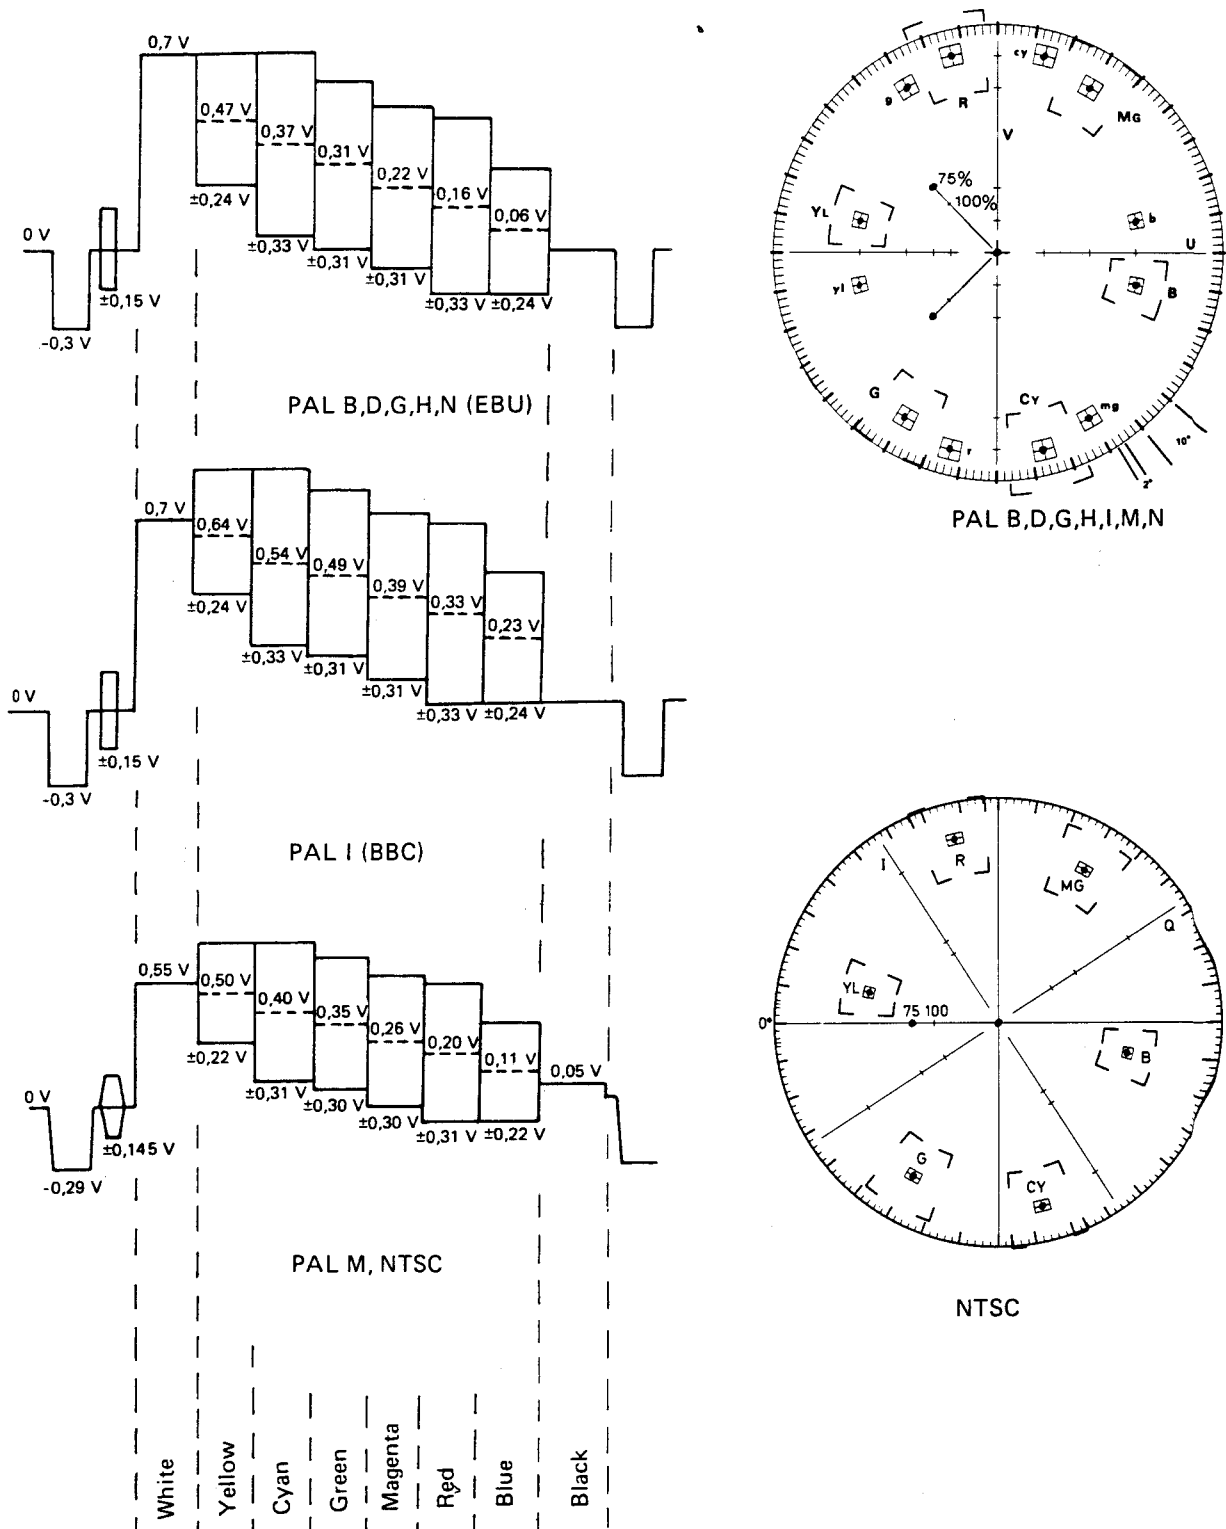 0,7 V
0,47 V
0,37 V
0,31 V
0,22 V
0,16 V
0,06 V
±0,24 V
±0,33 V
±0,31 V
±0,31 V
±0,33 V
±0,24 V
0 V
±0,15 V
-0,3 V
PAL B,D,G,H,N (EBU)
0,7 V
0,64 V
0,54 V
0,49 V
0,39 V
0,33 V
0,23 V
±0,24 V
±0,33 V
±0,31 V
±0,31 V
±0,33 V
±0,24 V
0 V
±0,15 V
-0,3 V
PAL I (BBC)
0,55 V
0,50 V
0,40 V
0,35 V
0,26 V
0,20 V
0,11 V
0,05 V
±0,22 V
±0,31 V
±0,30 V
±0,30 V
±0,31 V
±0,22 V
0 V
±0,145 V
-0,29 V
PAL M, NTSC
White
Yellow
Cyan
Green
Magenta
Red
Blue
Black
cy
g
R
MG
V
75%
100%
YL
b
U
yl
B
G
CY
mg
r
10°
2°
PAL B,D,G,H,I,M,N
I
R
MG
Q
YL
75 100
0°
B
G
CY
NTSC